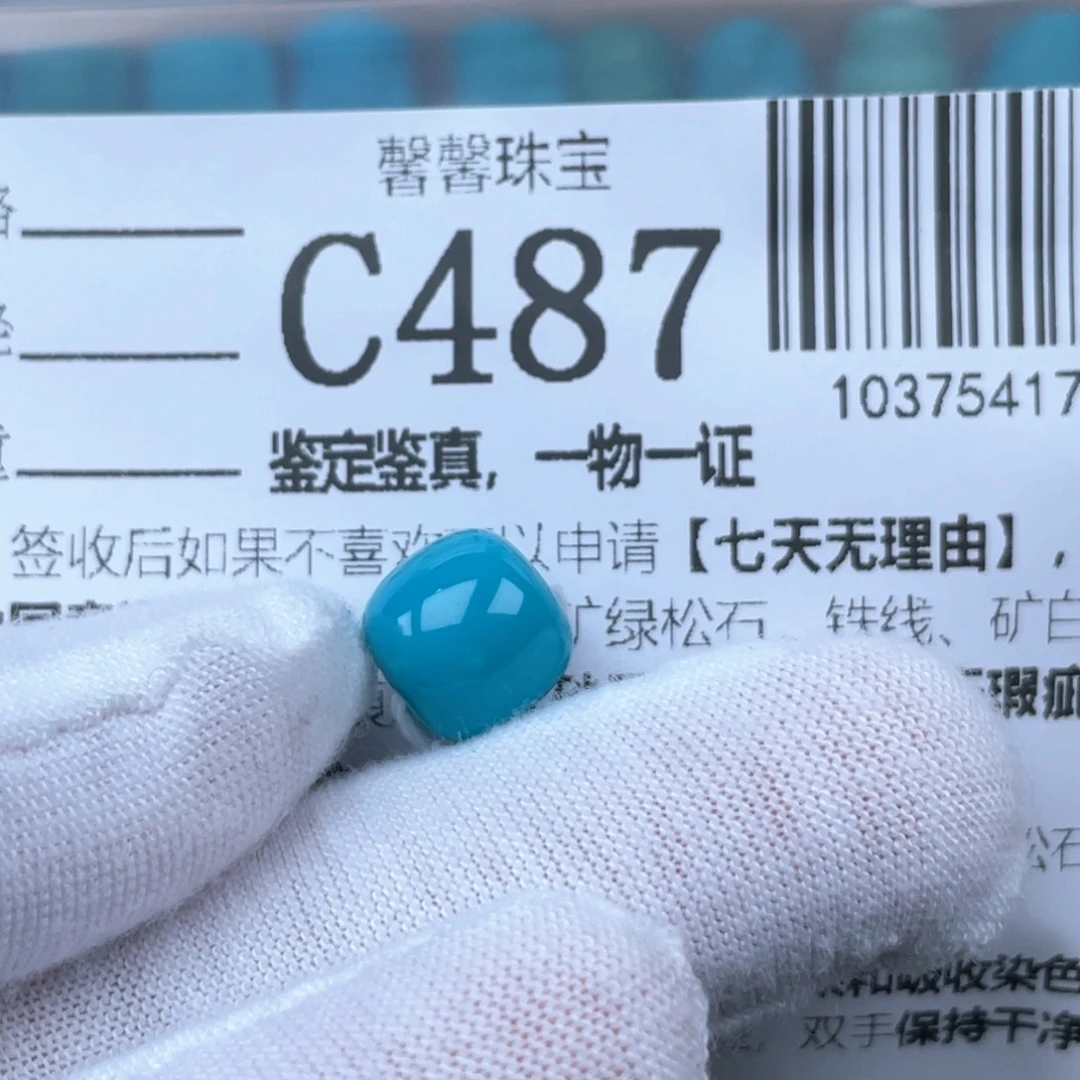 馨馨珠宝
C487
10375417
鉴定鉴真，一物一证
签收后如果不喜欢 以申请【七天无理由】，
矿绿松石 铁线、矿白
瑕疵
松石
吸收染色
双手保持干净